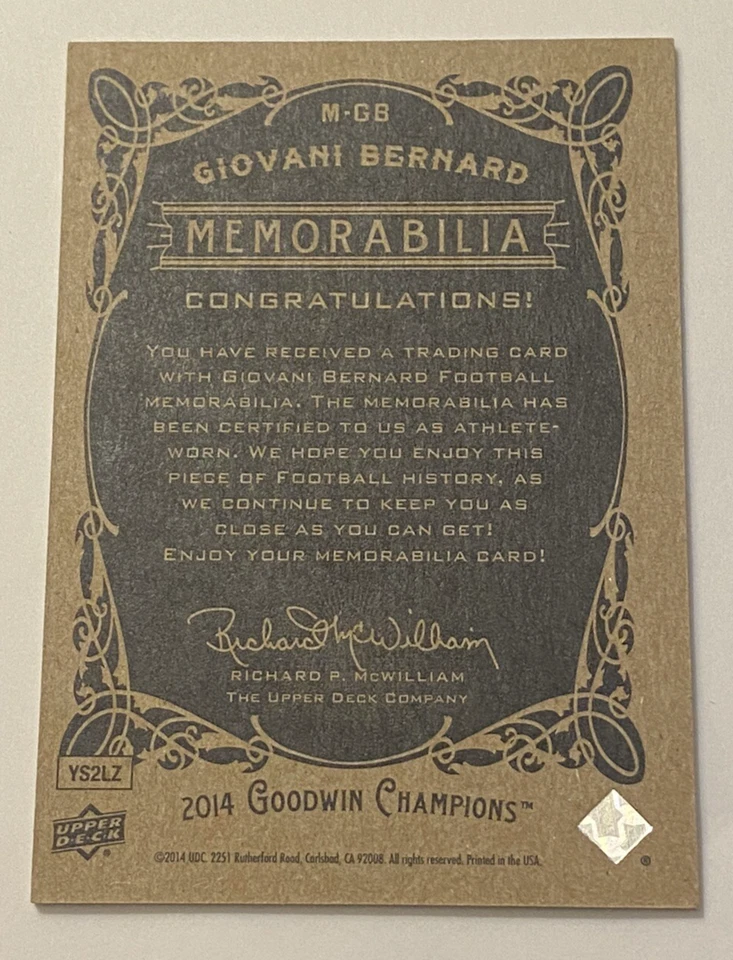 M-GB
GIOVANI BERNARD
MEMORABILIA
CONGRATULATIONS!
YOU HAVE RECEIVED A TRADING CARD
WITH GIOVANI BERNARD FOOTBALL
MEMORABILIA. THE MEMORABILIA HAS
BEEN CERTIFIED TO US AS ATHLETE-
WORN. WE HOPE YOU ENJOY THIS
PIECE OF FOOTBALL HISTORY, AS
WE CONTINUE TO KEEP YOU AS
CLOSE AS YOU CAN GET!
ENJOY YOUR MEMORABILIA CARD!
Richard McWilliam
RICHARD P. MCWILLIAM
THE UPPER DECK COMPANY
YS2LZ
2014 GOODWIN CHAMPIONS™
UPPER
D·E·C·K
®
©2014 UDC. 2251 Rutherford Road, Carlsbad, CA 92008. All rights reserved. Printed in the USA.
®